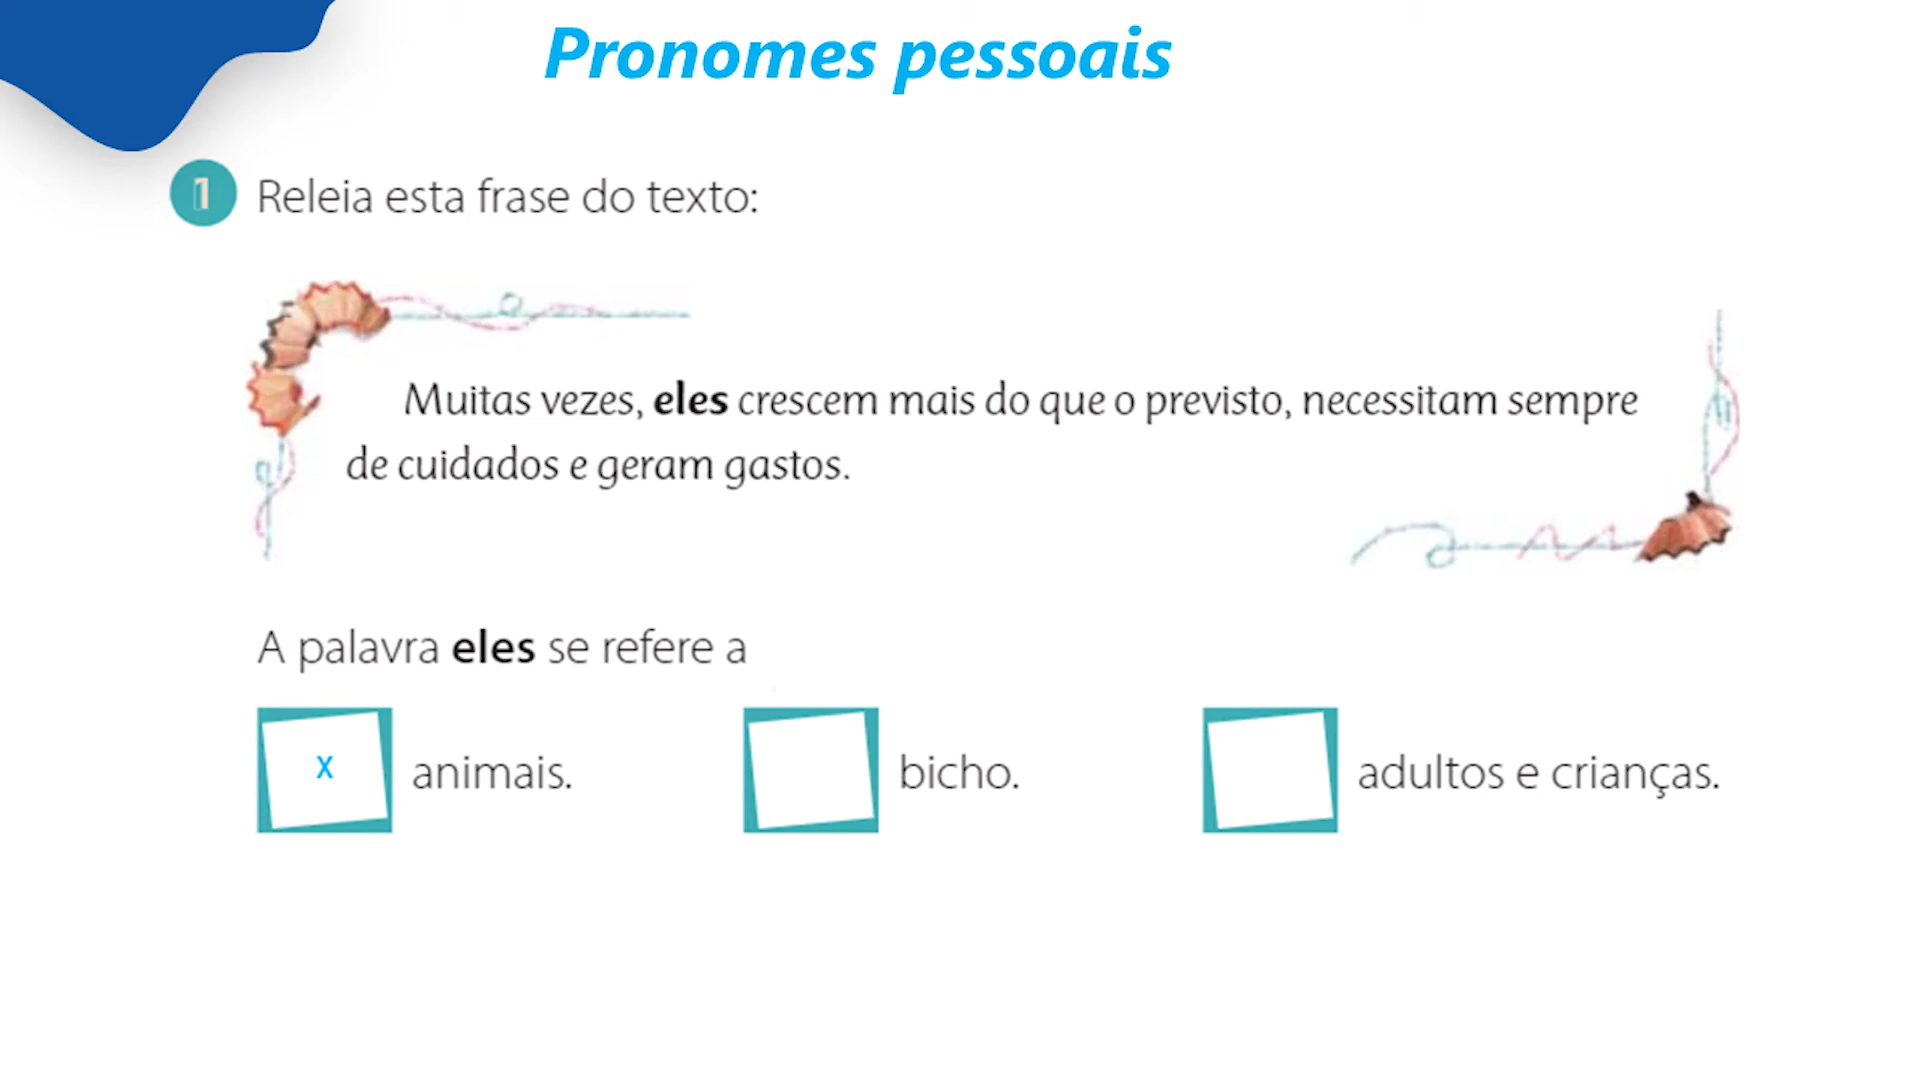 Pronomes pessoais
1 Releia esta frase do texto:
Muitas vezes, eles crescem mais do que o previsto, necessitam sempre
de cuidados e geram gastos.
A palavra eles se refere a
x animais. bicho. adultos e crianças.